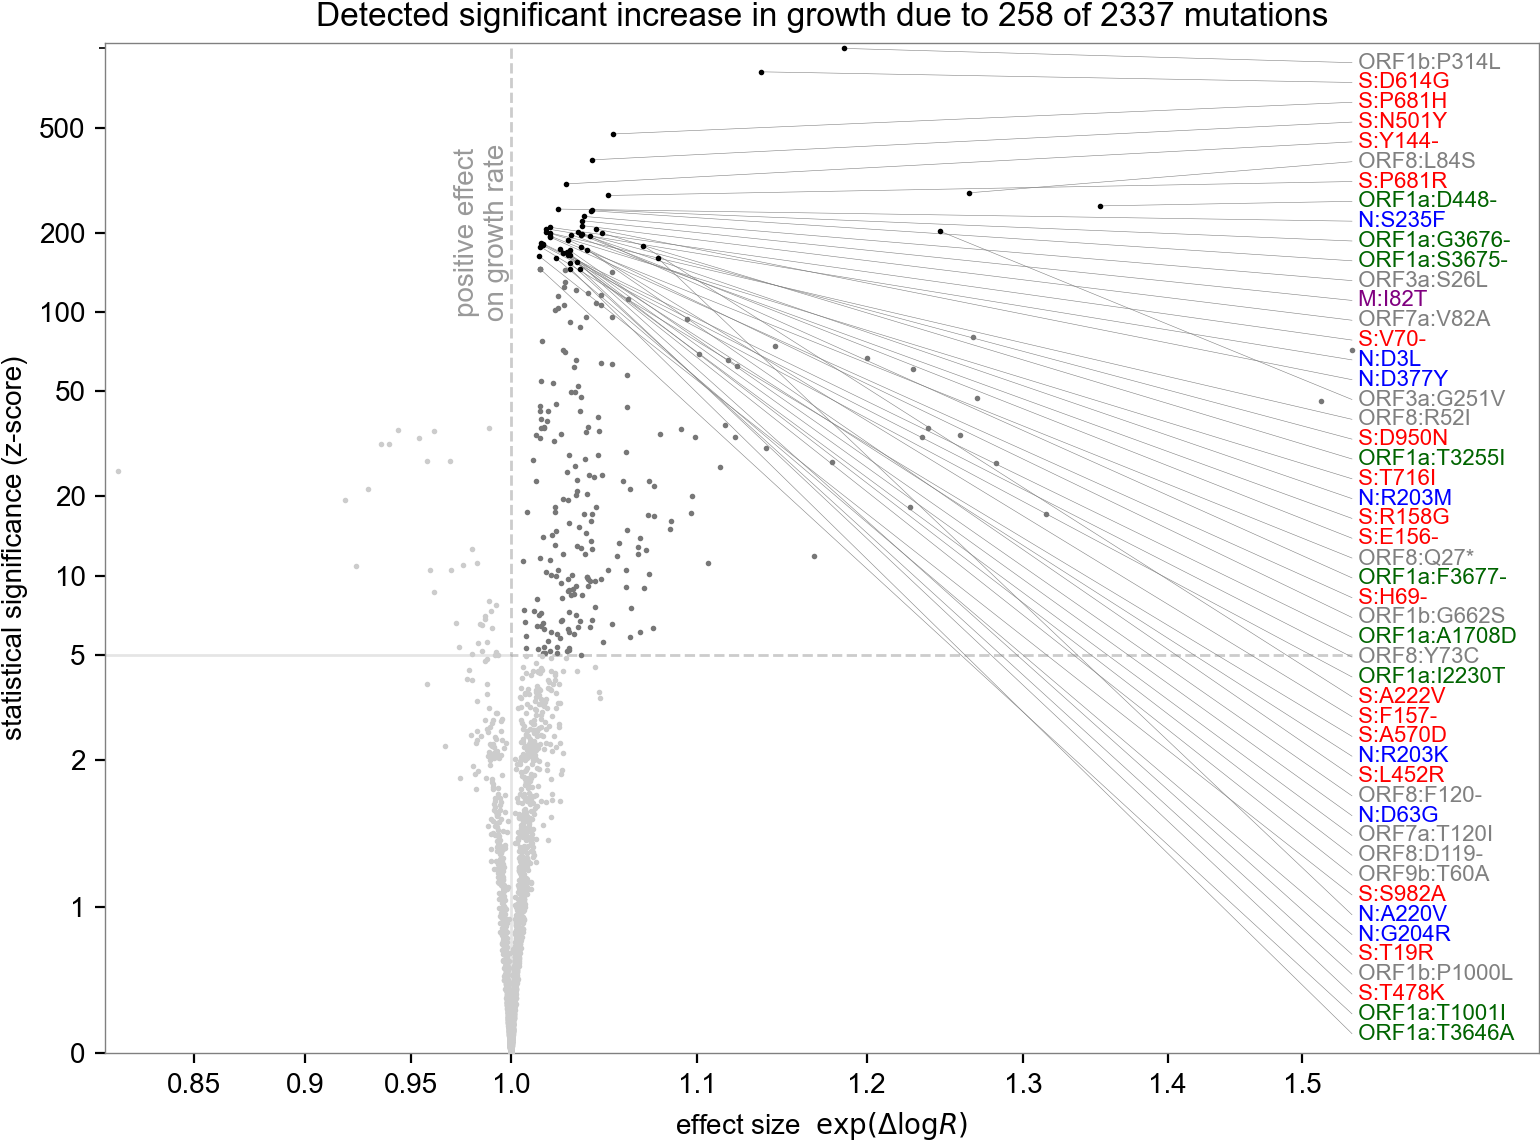 Detected significant increase in growth due to 258 of 2337 mutations
statistical significance (z-score)
500
200
100
50
20
10
5
2
1
0
positive effect
on growth rate
ORF1b:P314L
S:D614G
S:P681H
S:N501Y
S:Y144-
ORF8:L84S
S:P681R
ORF1a:D448-
N:S235F
ORF1a:G3676-
ORF1a:S3675-
ORF3a:S26L
M:I82T
ORF7a:V82A
S:V70-
N:D3L
N:D377Y
ORF3a:G251V
ORF8:R52I
S:D950N
ORF1a:T3255I
S:T716I
N:R203M
S:R158G
S:E156-
ORF8:Q27*
ORF1a:F3677-
S:H69-
ORF1b:G662S
ORF1a:A1708D
ORF8:Y73C
ORF1a:I2230T
S:A222V
S:F157-
S:A570D
N:R203K
S:L452R
ORF8:F120-
N:D63G
ORF7a:T120I
ORF8:D119-
ORF9b:T60A
S:S982A
N:A220V
N:G204R
S:T19R
ORF1b:P1000L
S:T478K
ORF1a:T1001I
ORF1a:T3646A
0.85 0.9 0.95 1.0 1.1 1.2 1.3 1.4 1.5
effect size exp(ΔlogR)